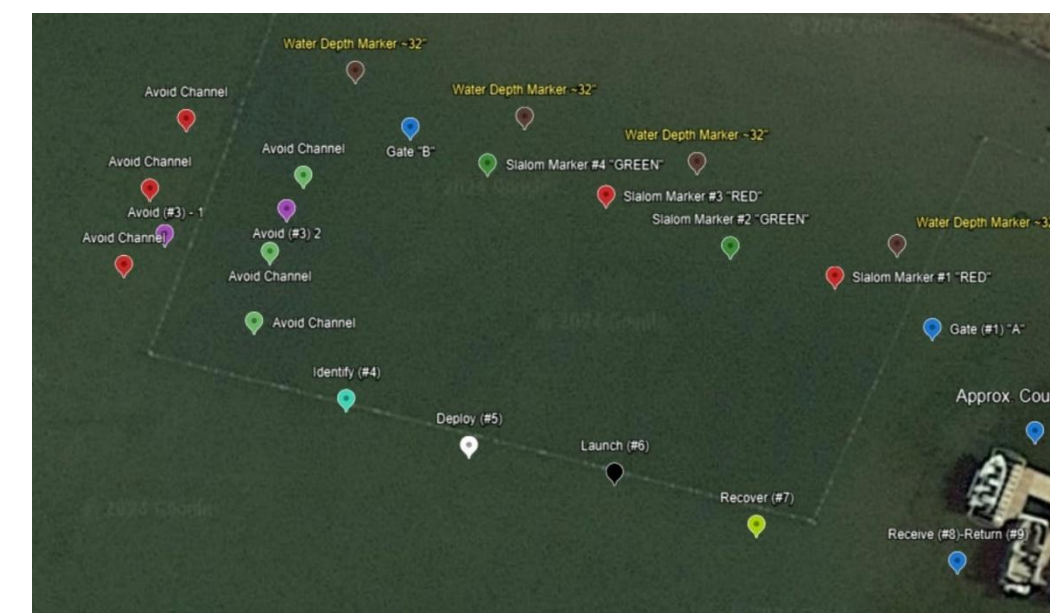 Water Depth Marker ~32"
Avoid Channel
Water Depth Marker ~32"
Water Depth Marker ~32"
Avoid Channel
Avoid Channel
Gate "B"
Slalom Marker #4 "GREEN"
Slalom Marker #3 "RED"
Avoid (#3) - 1
Slalom Marker #2 "GREEN"
Water Depth Marker ~32
Avoid (#3) 2
Avoid Channel
Avoid Channel
Slalom Marker #1 "RED"
Avoid Channel
Gate (#1) "A"
Identify (#4)
Approx. Cou
Deploy (#5)
Launch (#6)
Recover (#7)
Receive (#8)-Return (#9)